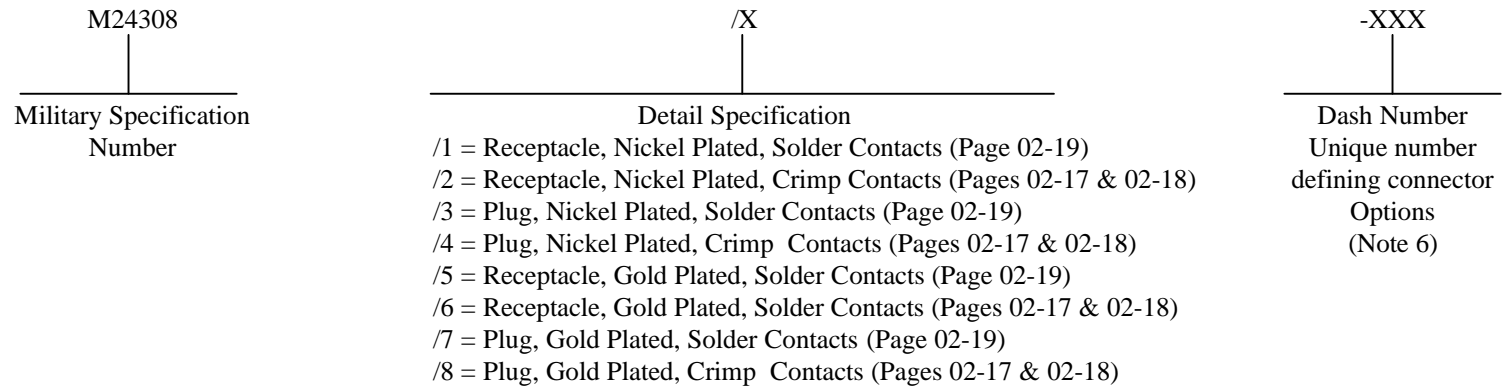 M24308
/X
-XXX
Military Specification
Number
Detail Specification
/1 = Receptacle, Nickel Plated, Solder Contacts (Page 02-19)
/2 = Receptacle, Nickel Plated, Crimp Contacts (Pages 02-17 & 02-18)
/3 = Plug, Nickel Plated, Solder Contacts (Page 02-19)
/4 = Plug, Nickel Plated, Crimp Contacts (Pages 02-17 & 02-18)
/5 = Receptacle, Gold Plated, Solder Contacts (Page 02-19)
/6 = Receptacle, Gold Plated, Solder Contacts (Pages 02-17 & 02-18)
/7 = Plug, Gold Plated, Solder Contacts (Page 02-19)
/8 = Plug, Gold Plated, Crimp Contacts (Pages 02-17 & 02-18)
Dash Number
Unique number
defining connector
Options
(Note 6)